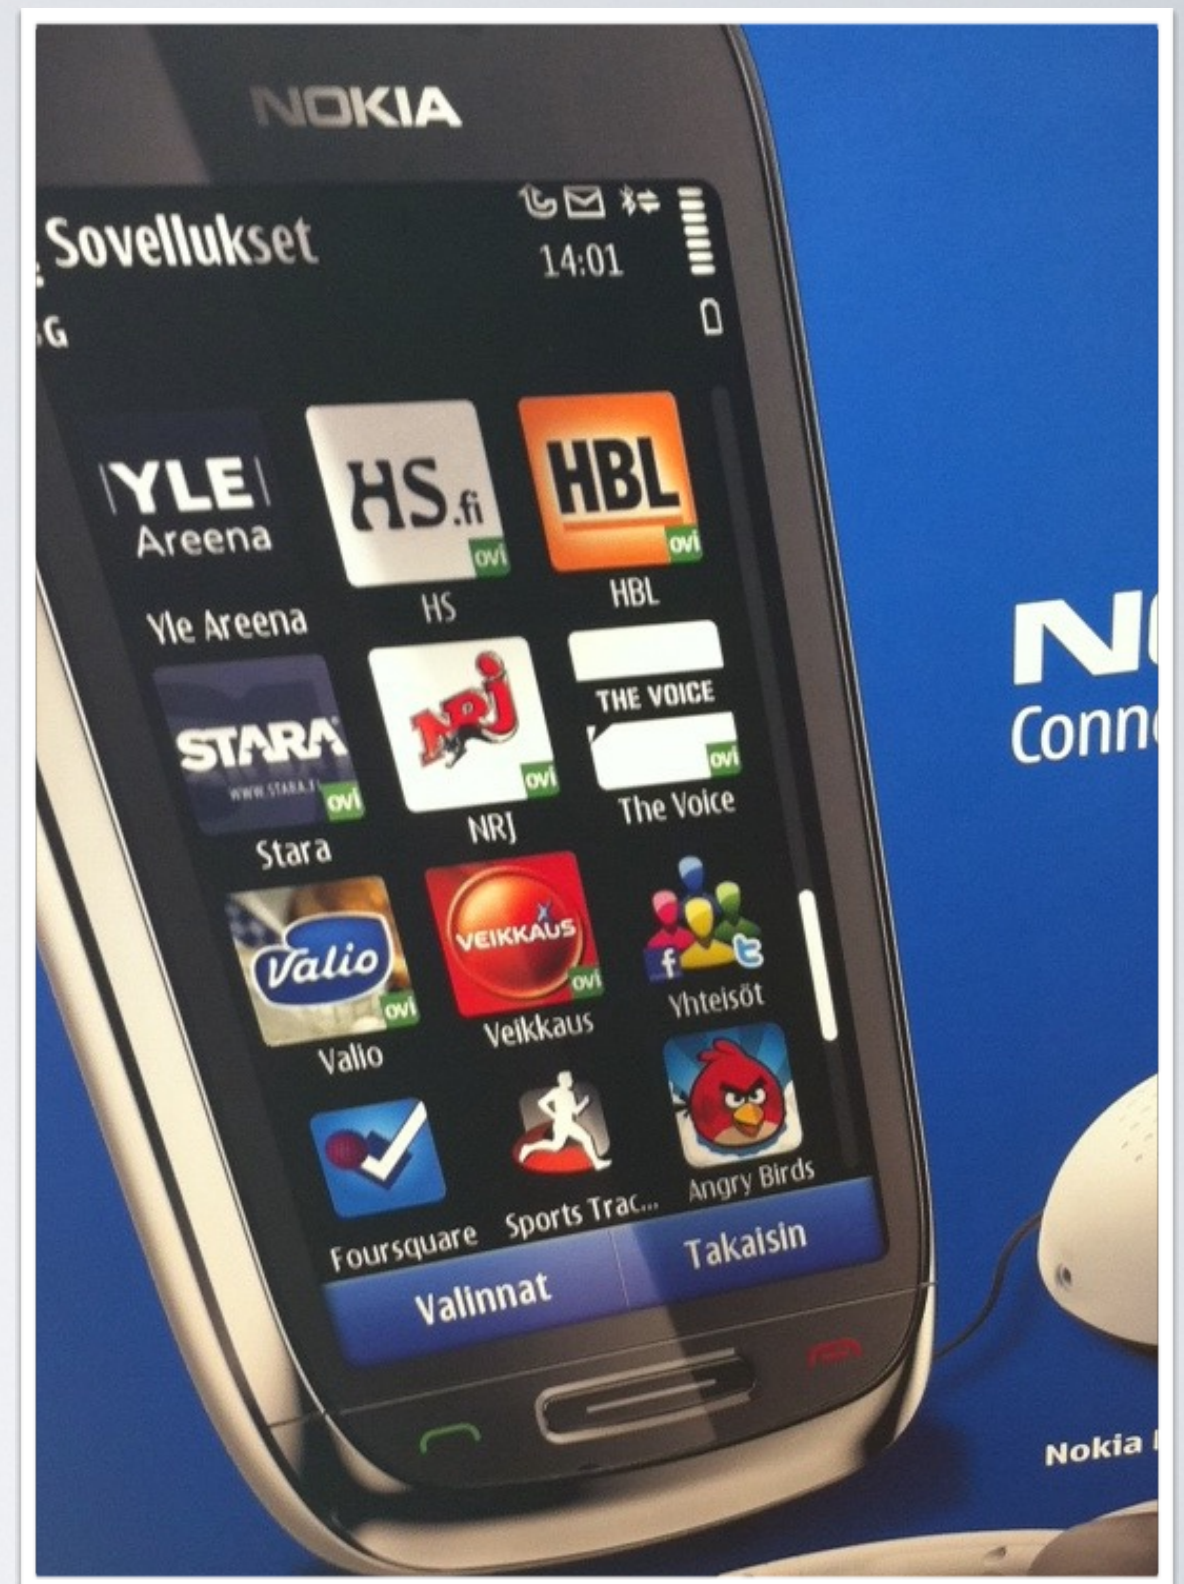 NOKIA
Sovellukset
14:01
G
YLE
Areena
HS.fi
ovi
HBL
ovi
Yle Areena
HS
HBL
STARA
WWW.STARA.F
ovi
NRJ
ovi
THE VOICE
ovi
Stara
NRJ
The Voice
Valio
ovi
VEIKKAUS
ovi
f
t
Valio
Veikkaus
Yhteisöt
Foursquare
Sports Trac...
Angry Birds
Valinnat
Takaisin
Conn
Nokia